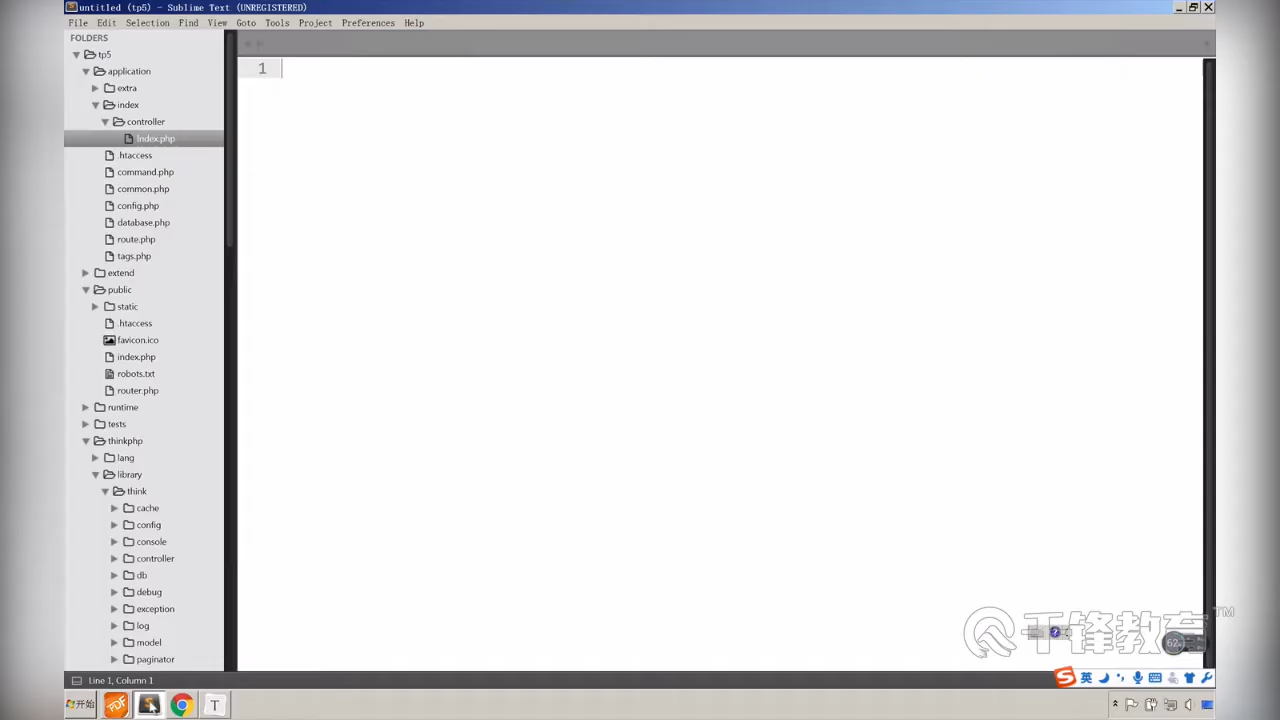 untitled (tp5) - Sublime Text (UNREGISTERED)
File Edit Selection Find View Goto Tools Project Preferences Help
FOLDERS
tp5
application
extra
index
controller
Index.php
.htaccess
command.php
common.php
config.php
database.php
route.php
tags.php
extend
public
static
.htaccess
favicon.ico
index.php
robots.txt
router.php
runtime
tests
thinkphp
lang
library
think
cache
config
console
controller
db
debug
exception
log
model
paginator
1
千锋教育 TM
62
英
Line 1, Column 1
开始
PDF
T